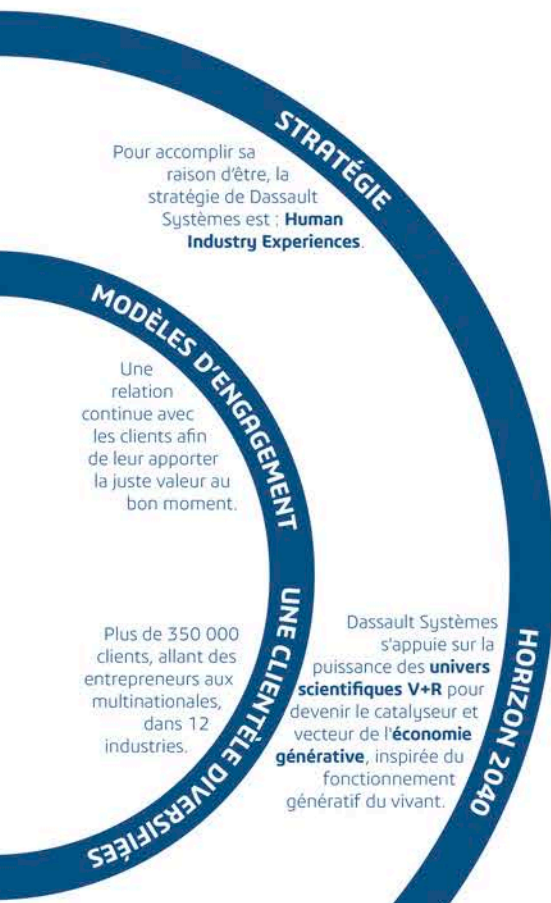 STRATÉGIE
Pour accomplir sa
raison d'être, la
stratégie de Dassault
Systèmes est : Human
Industry Experiences.
MODÈLES D'ENGAGEMENT
Une
relation
continue avec
les clients afin
de leur apporter
la juste valeur au
bon moment.
UNE CLIENTÈLE DIVERSIFIÉES
Plus de 350 000
clients, allant des
entrepreneurs aux
multinationales,
dans 12
industries.
HORIZON 2040
Dassault Systèmes
s'appuie sur la
puissance des univers
scientifiques V+R pour
devenir le catalyseur et
vecteur de l'économie
générative, inspirée du
fonctionnement
génératif du vivant.